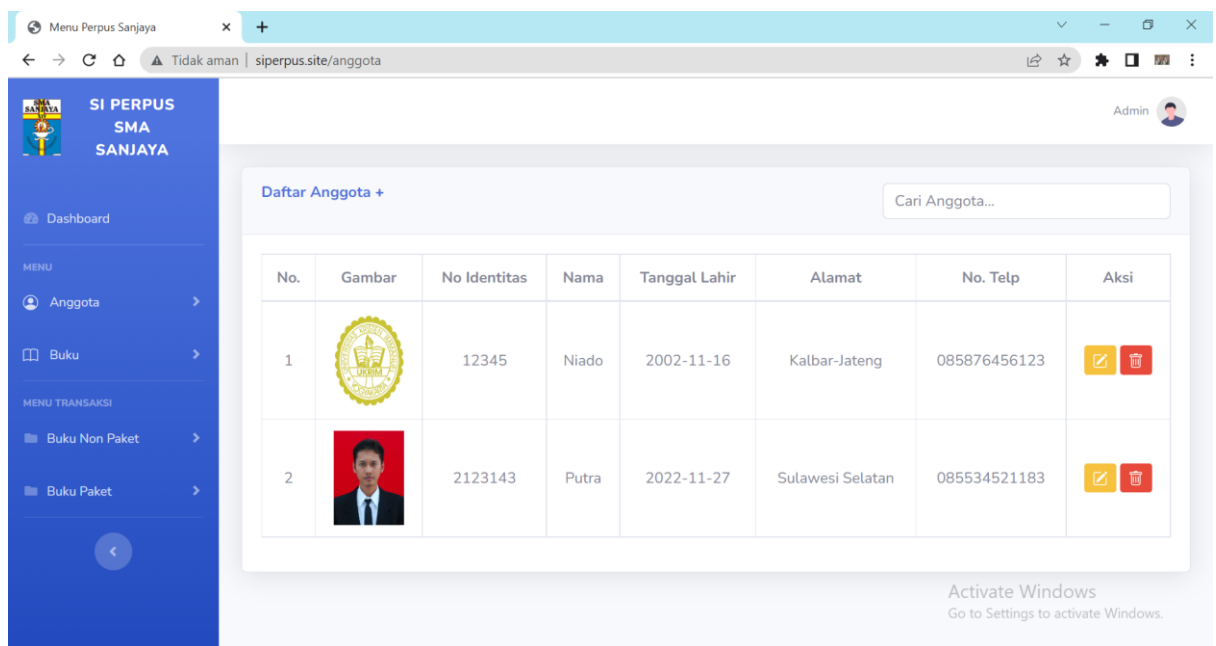 Menu Perpus Sanjaya
Tidak aman | siperpus.site/anggota
SMA
SANJAYA
SI PERPUS
SMA
SANJAYA
Admin
Dashboard
MENU
Anggota
Buku
MENU TRANSAKSI
Buku Non Paket
Buku Paket
Daftar Anggota +
Cari Anggota...
No. Gambar No Identitas Nama Tanggal Lahir Alamat No. Telp Aksi
UKRIM
1 12345 Niado 2002-11-16 Kalbar-Jateng 085876456123
2 2123143 Putra 2022-11-27 Sulawesi Selatan 085534521183
Activate Windows
Go to Settings to activate Windows.